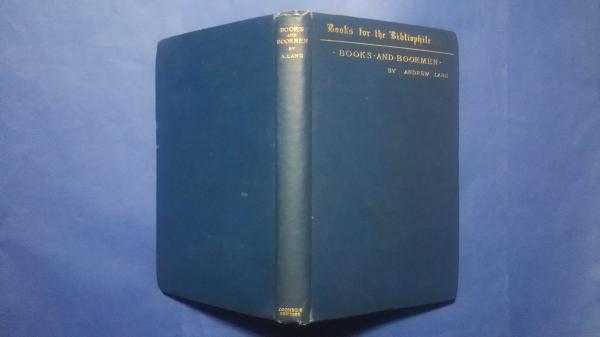 BOOKS
AND
BOOKMEN
BY
A. LANG
Books for the Bibliophile
· BOOKS · AND · BOOKMEN ·
BY ANDREW LANG